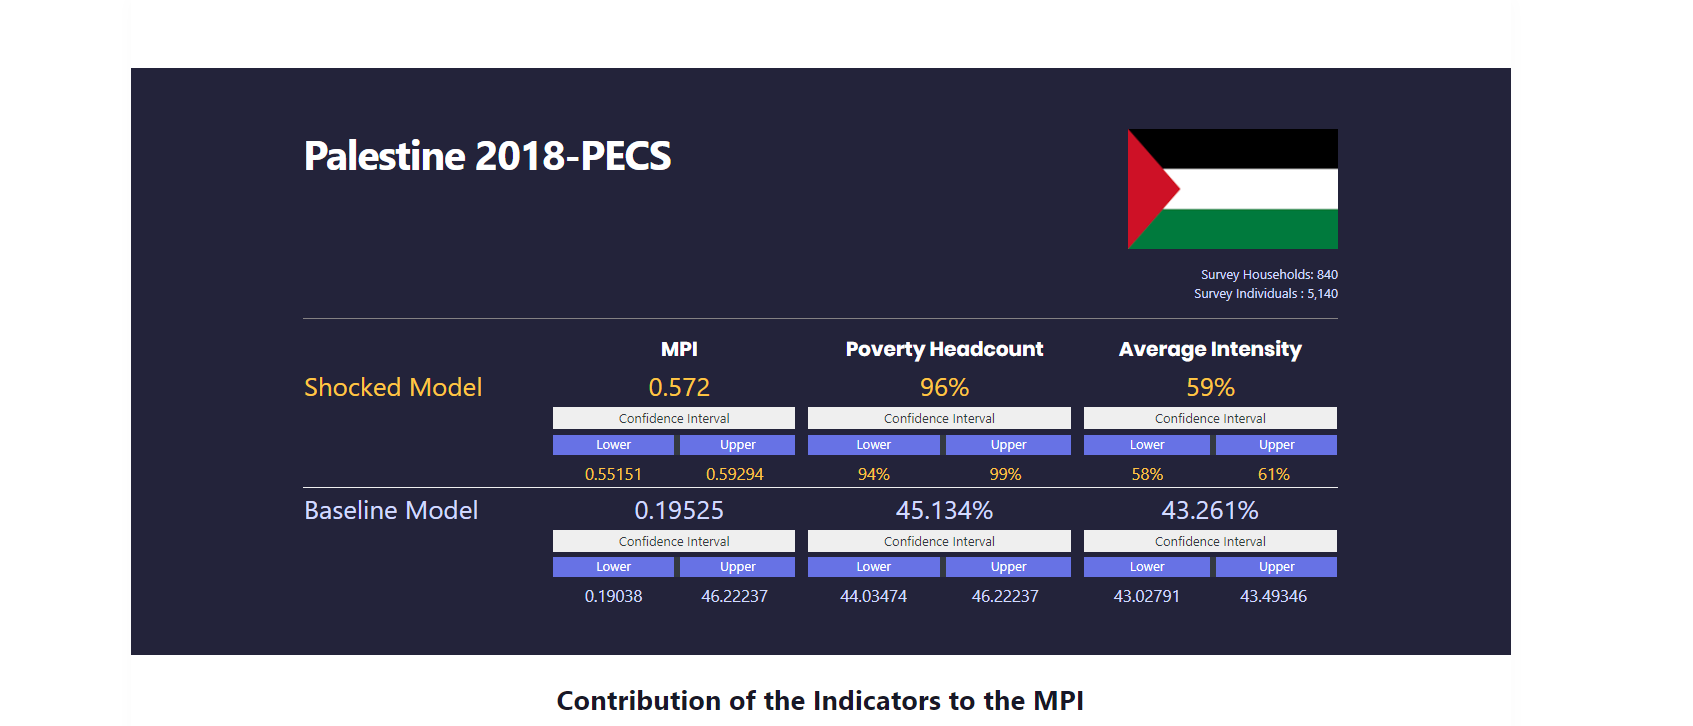 Palestine 2018-PECS
Survey Households: 840
Survey Individuals : 5,140
MPI Poverty Headcount Average Intensity
Shocked Model 0.572 96% 59%
Confidence Interval Confidence Interval Confidence Interval
Lower Upper Lower Upper Lower Upper
0.55151 0.59294 94% 99% 58% 61%
Baseline Model 0.19525 45.134% 43.261%
Confidence Interval Confidence Interval Confidence Interval
Lower Upper Lower Upper Lower Upper
0.19038 46.22237 44.03474 46.22237 43.02791 43.49346
Contribution of the Indicators to the MPI